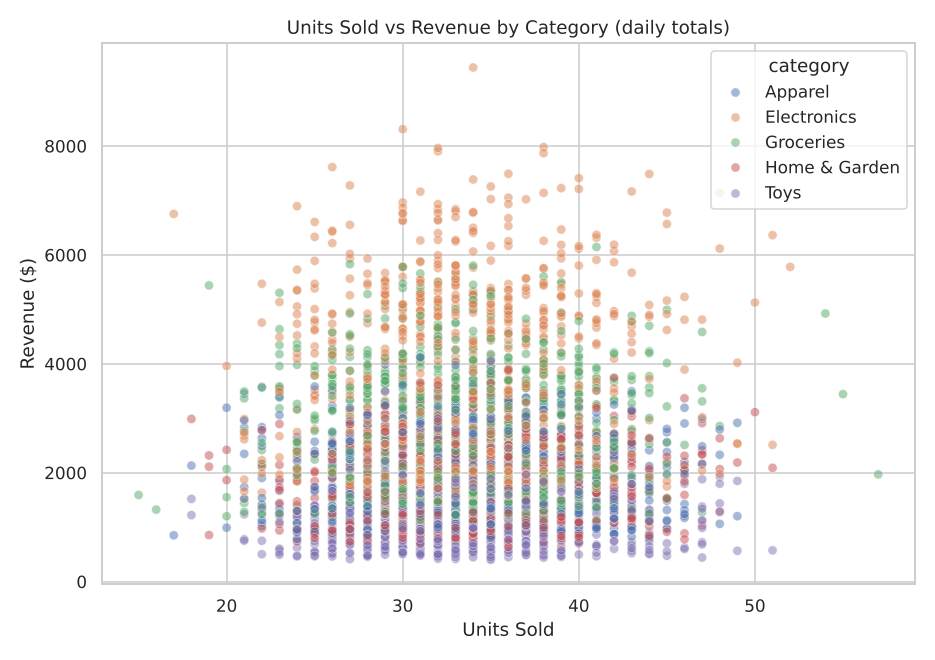 Units Sold vs Revenue by Category (daily totals)
category
Apparel
Electronics
Groceries
Home & Garden
Toys
Revenue ($)
8000
6000
4000
2000
0
20 30 40 50
Units Sold